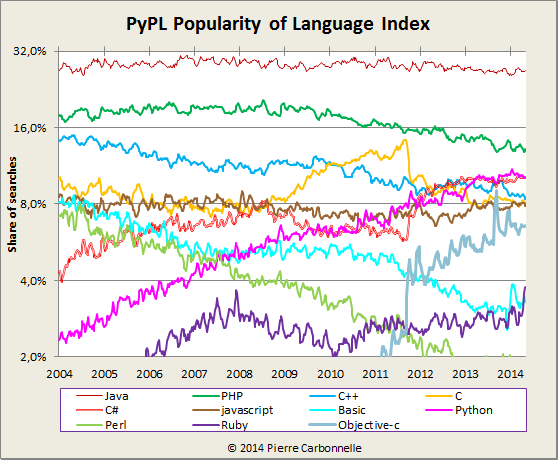 PyPL Popularity of Language Index
32,0%
16,0%
8,0%
4,0%
2,0%
Share of searches
2004 2005 2006 2007 2008 2009 2010 2011 2012 2013 2014
Java PHP C++ C
C# javascript Basic Python
Perl Ruby Objective-c
© 2014 Pierre Carbonnelle